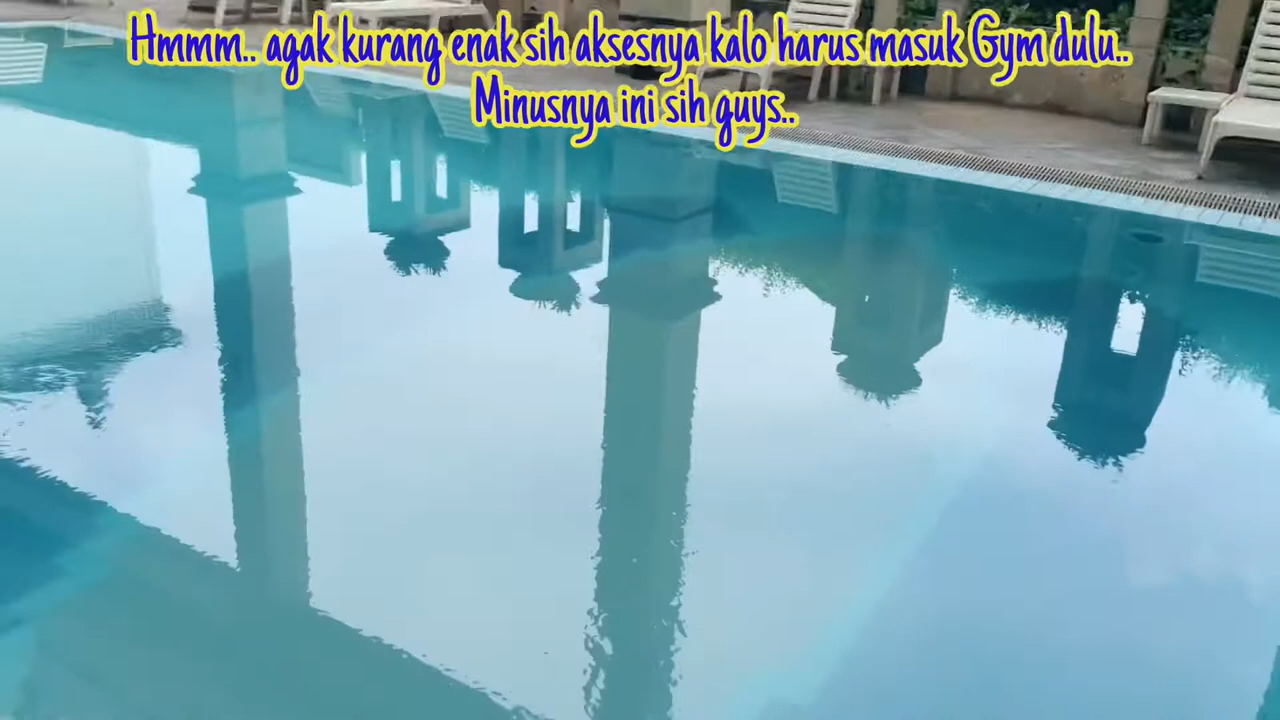 Hmmm.. agak kurang enak sih aksesnya kalo harus masuk Gym dulu..
Minusnya ini sih guys..